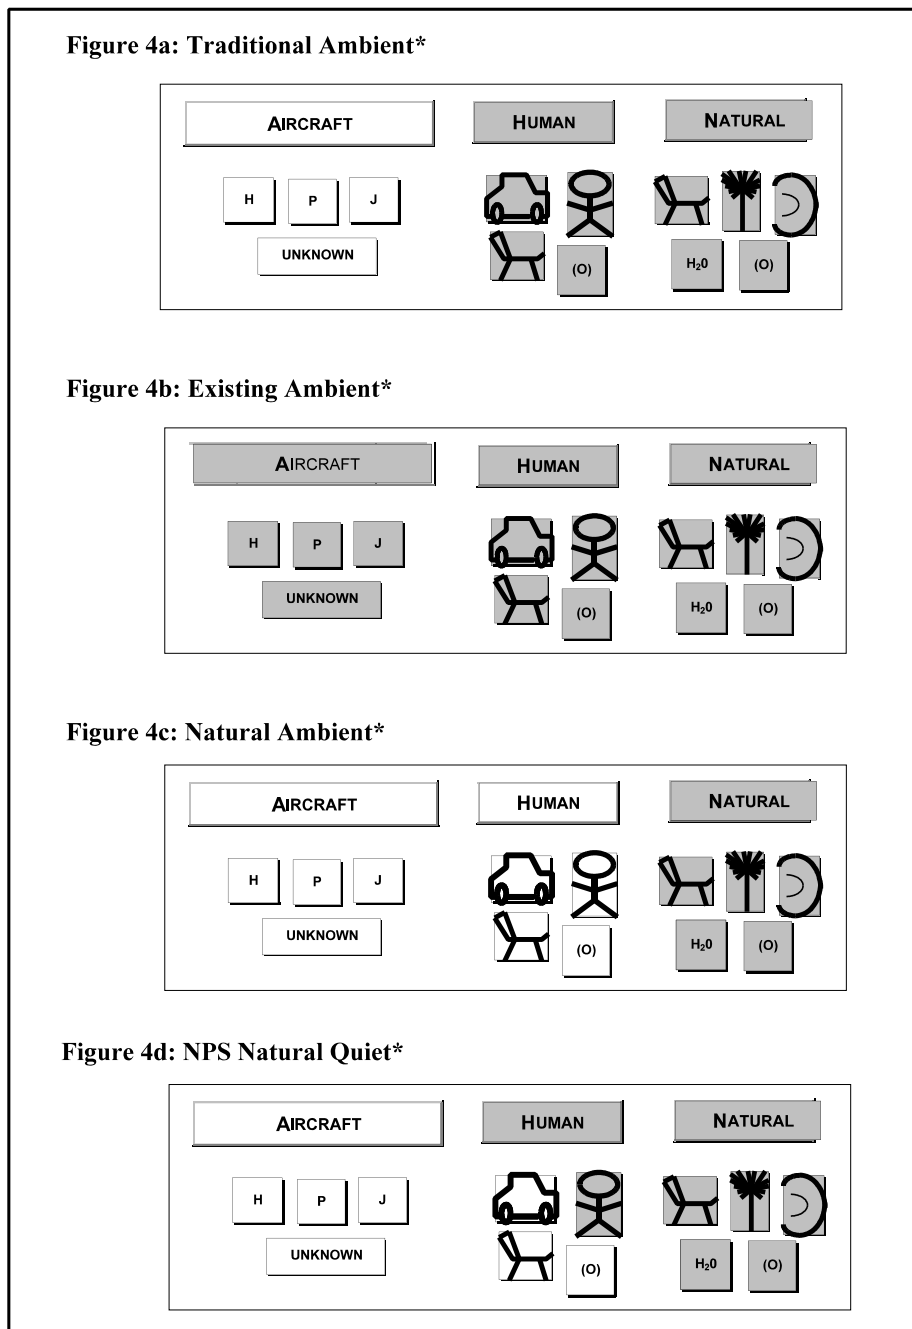 Figure 4a: Traditional Ambient*
AIRCRAFT HUMAN NATURAL
H P J
UNKNOWN (O) H₂0 (O)
Figure 4b: Existing Ambient*
AIRCRAFT HUMAN NATURAL
H P J
UNKNOWN (O) H₂0 (O)
Figure 4c: Natural Ambient*
AIRCRAFT HUMAN NATURAL
H P J
UNKNOWN (O) H₂0 (O)
Figure 4d: NPS Natural Quiet*
AIRCRAFT HUMAN NATURAL
H P J
UNKNOWN (O) H₂0 (O)